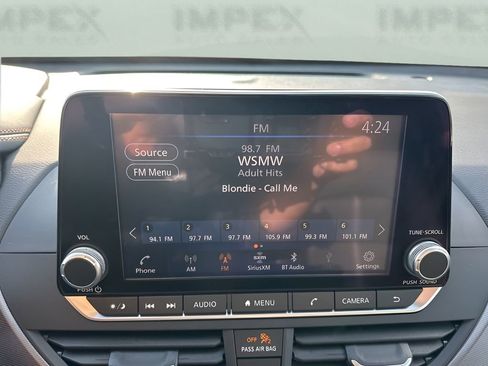 IMPEX IMPEX IMPEX
FM 4:24
Source
98.7 FM
WSMW
FM Menu
Adult Hits
Blondie - Call Me
1 2 3 4 5 6
94.1 FM 97.7 FM 97.7 FM 105.9 FM 99.3 FM 101.1 FM
VOL TUNE·SCROLL
sxm
Phone AM FM SiriusXM BT Audio Settings
PUSH PUSH SOUND
AUDIO MENU CAMERA
OFF
PASS AIR BAG